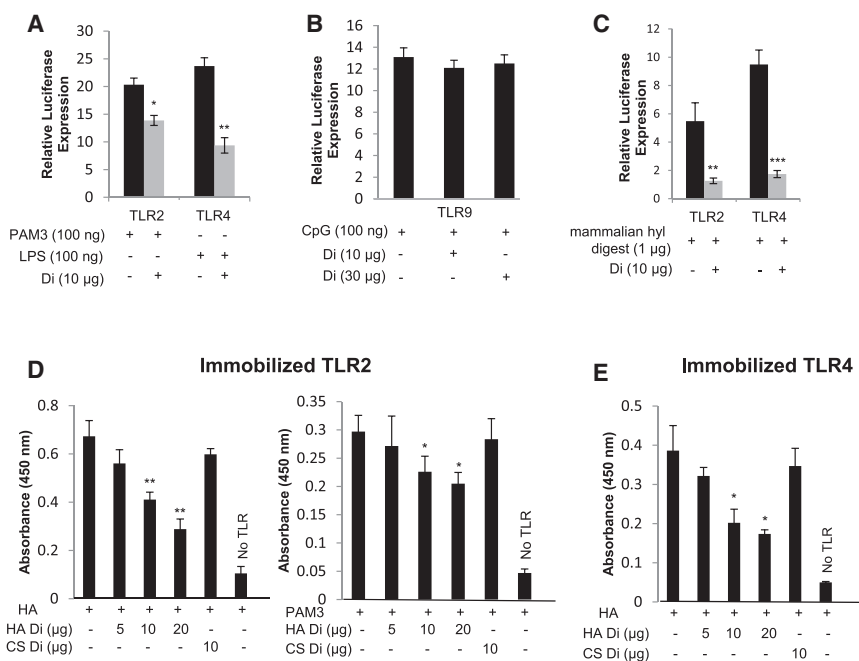 A
Relative Luciferase
Expression
30
25
20
15
10
5
0
*
**
TLR2 TLR4
PAM3 (100 ng) + + - -
LPS (100 ng) - - + +
Di (10 µg) - + - +
B
Relative Luciferase
Expression
16
14
12
10
8
6
4
2
0
TLR9
CpG (100 ng) + + +
Di (10 µg) - + -
Di (30 µg) - - +
C
Relative Luciferase
Expression
12
10
8
6
4
2
0
**
***
TLR2 TLR4
mammalian hyl
digest (1 µg) + + + +
Di (10 µg) - + - +
D
Immobilized TLR2
Absorbance (450 nm)
0.8
0.6
0.4
0.2
0
**
**
No TLR
HA + + + + + +
HA Di (µg) - 5 10 20 - -
CS Di (µg) - - - - 10 -
Absorbance (450 nm)
0.35
0.3
0.25
0.2
0.15
0.1
0.05
0
*
*
No TLR
PAM3 + + + + + +
HA Di (µg) - 5 10 20 - -
CS Di (µg) - - - - 10 -
E
Immobilized TLR4
Absorbance (450 nm)
0.5
0.4
0.3
0.2
0.1
0
*
*
No TLR
HA + + + + + +
HA Di (µg) - 5 10 20 - -
CS Di (µg) - - - - 10 -